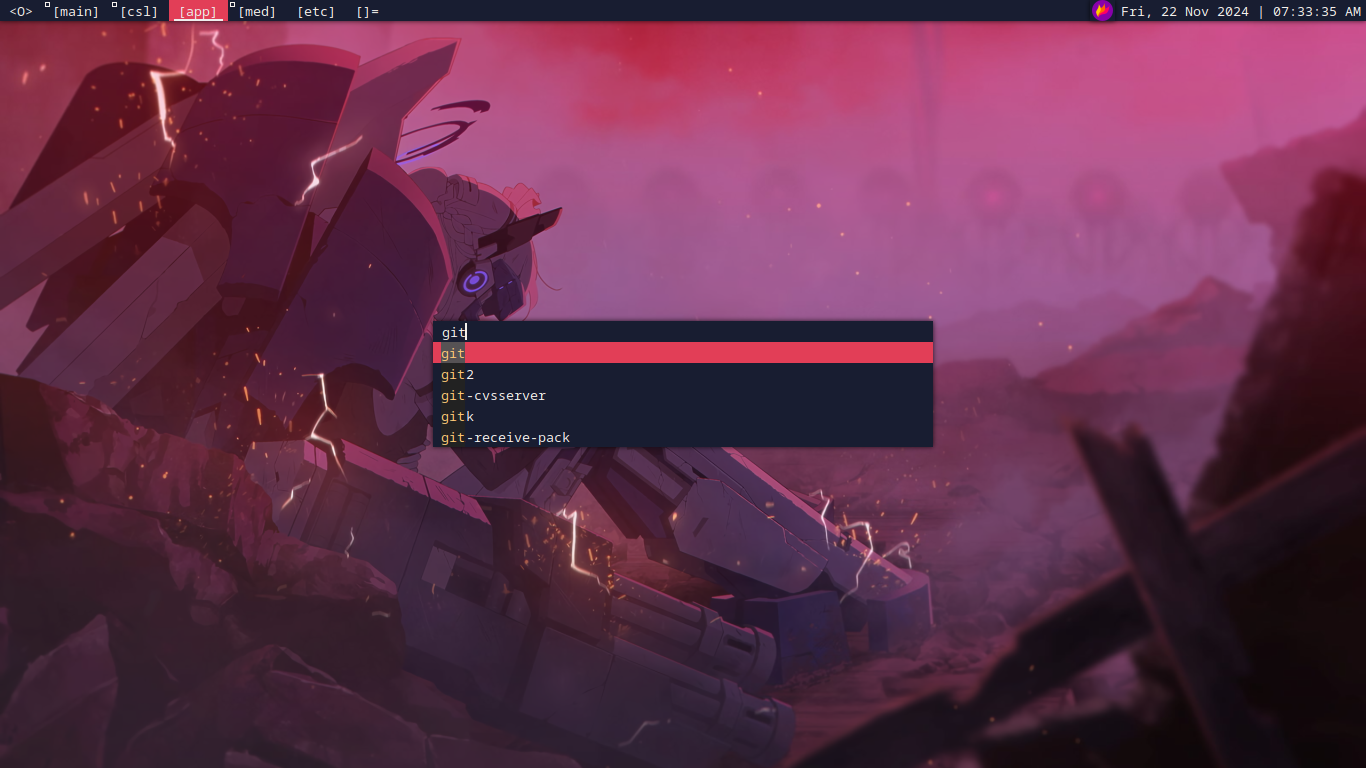 <O> [main] [csl] [app] [med] [etc] []= Fri, 22 Nov 2024 | 07:33:35 AM
git
git
git2
git-cvsserver
gitk
git-receive-pack